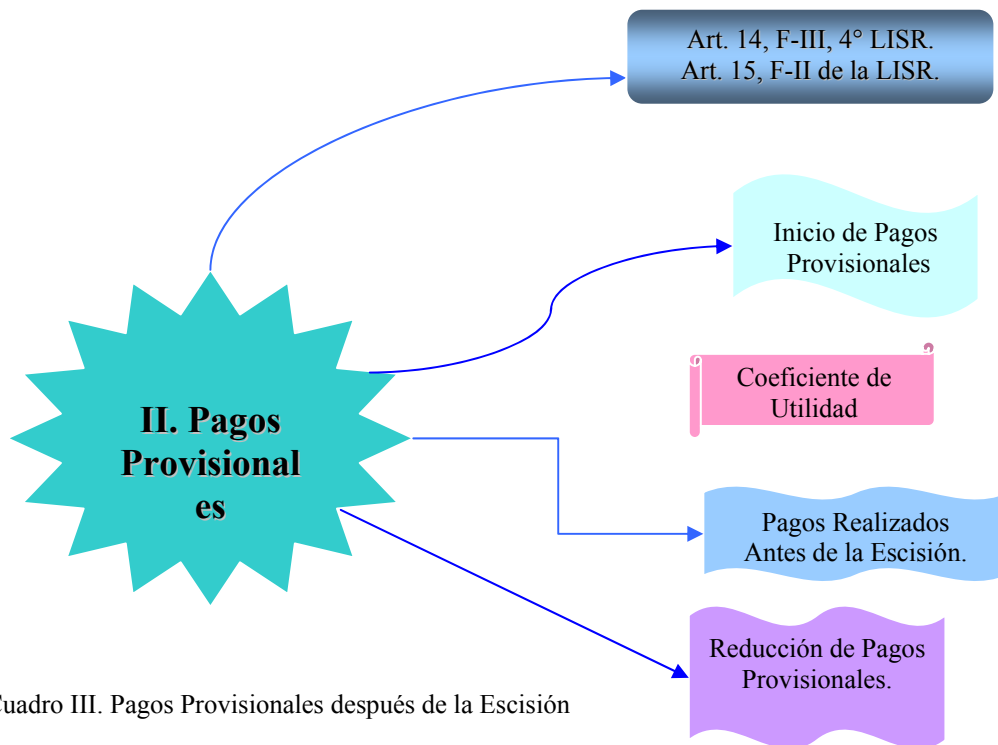 Art. 14, F-III, 4° LISR.
Art. 15, F-II de la LISR.
Inicio de Pagos
Provisionales
Coeficiente de
Utilidad
II. Pagos
Provisional
es
Pagos Realizados
Antes de la Escisión.
Reducción de Pagos
Provisionales.
Cuadro III. Pagos Provisionales después de la Escisión